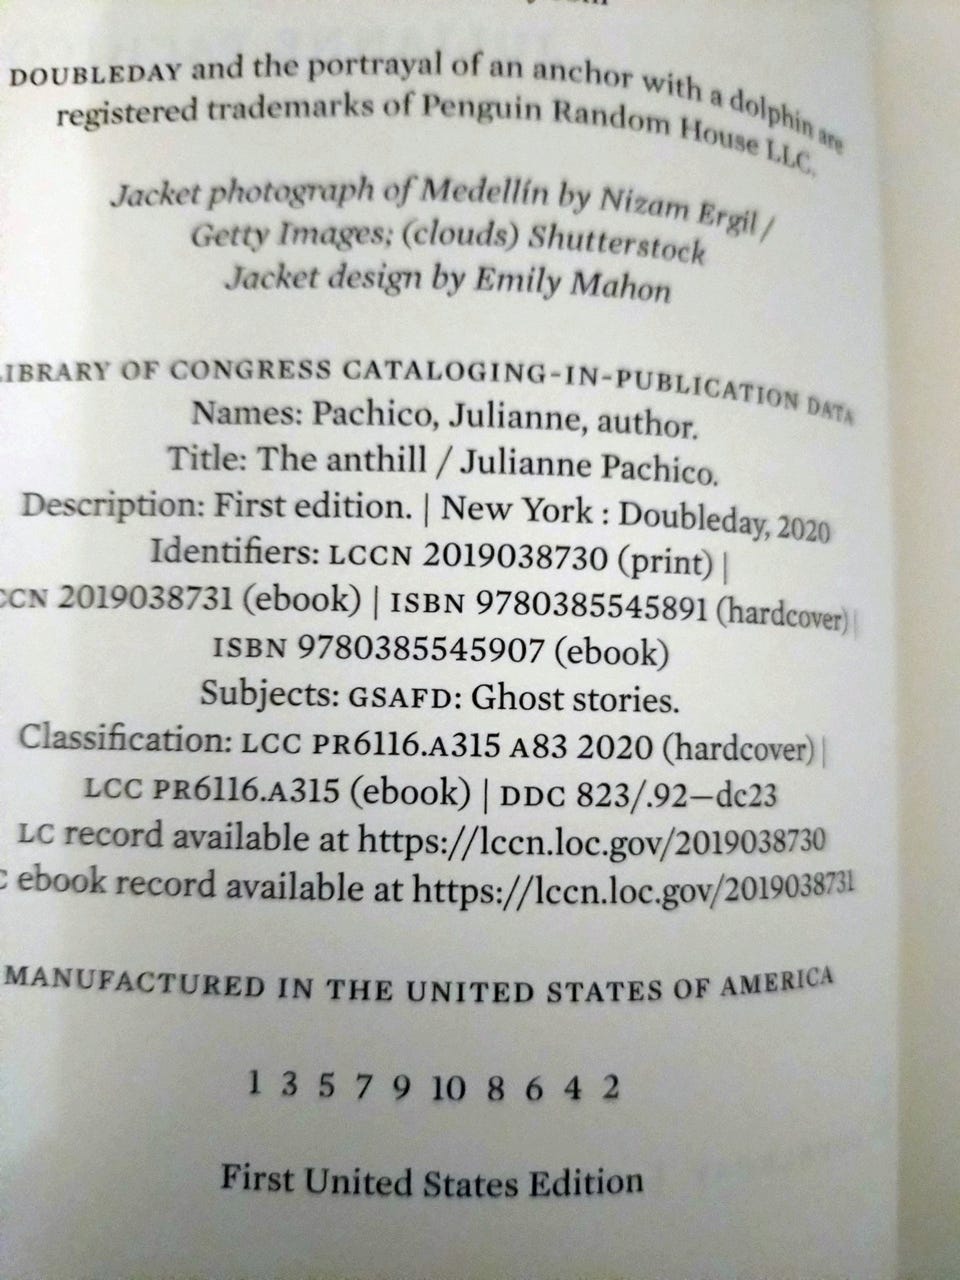 DOUBLEDAY and the portrayal of an anchor with a dolphin are
registered trademarks of Penguin Random House LLC.
Jacket photograph of Medellín by Nizam Ergil /
Getty Images; (clouds) Shutterstock
Jacket design by Emily Mahon
LIBRARY OF CONGRESS CATALOGING-IN-PUBLICATION DATA
Names: Pachico, Julianne, author.
Title: The anthill / Julianne Pachico.
Description: First edition. | New York : Doubleday, 2020
Identifiers: LCCN 2019038730 (print) |
CCN 2019038731 (ebook) | ISBN 9780385545891 (hardcover) |
ISBN 9780385545907 (ebook)
Subjects: GSAFD: Ghost stories.
Classification: LCC PR6116.A315 A83 2020 (hardcover) |
LCC PR6116.A315 (ebook) | DDC 823/.92—dc23
LC record available at https://lccn.loc.gov/2019038730
C ebook record available at https://lccn.loc.gov/2019038731
MANUFACTURED IN THE UNITED STATES OF AMERICA
1 3 5 7 9 10 8 6 4 2
First United States Edition